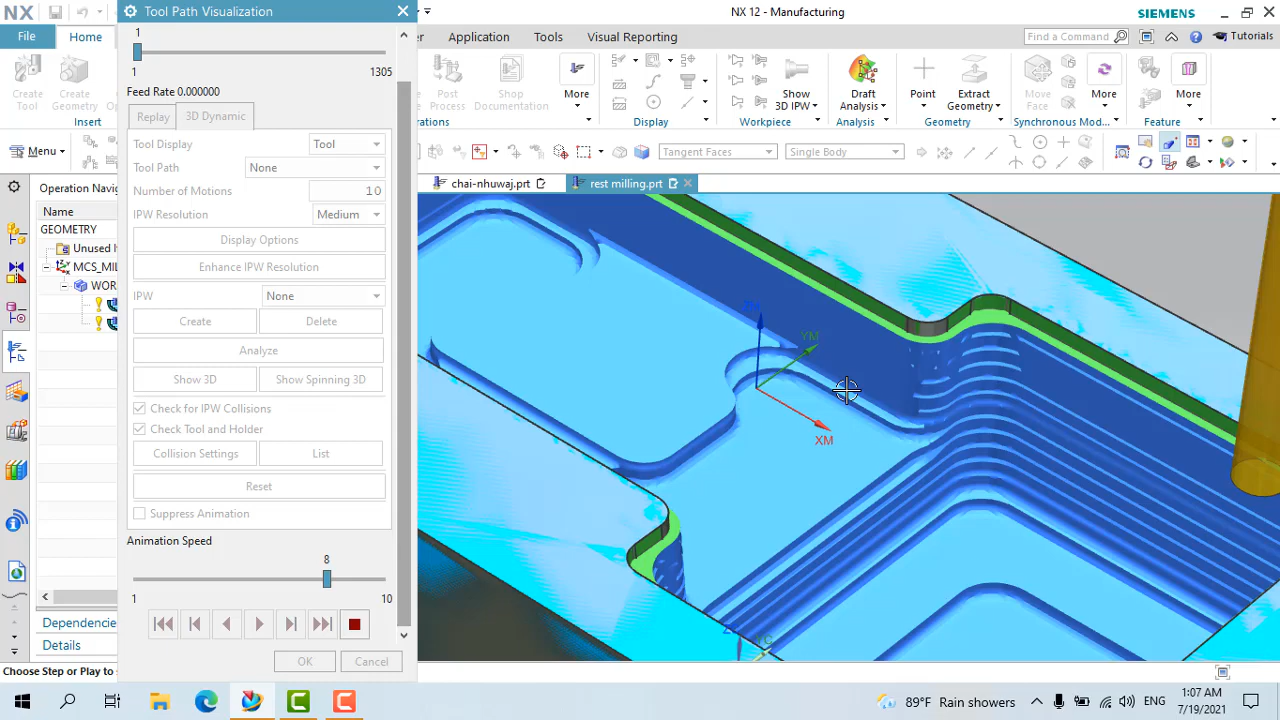 NX
Tool Path Visualization
NX 12 - Manufacturing
SIEMENS
File
Home
Application
Tools
Visual Reporting
Find a Command
Tutorials
Create Tool
Create Geometry
Insert
Post Process
Shop Documentation
More
Display
Show 3D IPW
Workpiece
Draft Analysis
Analysis
Point
Extract Geometry
Geometry
Move Face
More
Synchronous Mod...
More
Feature
Menu
Tangent Faces
Single Body
chai-nhuwaj.prt
rest milling.prt
Operation Navig
Name
GEOMETRY
Unused I
MCS_MIL
WOR
Dependencie
Details
1
1
1305
Feed Rate 0.000000
Replay
3D Dynamic
Tool Display
Tool
Tool Path
None
Number of Motions
10
IPW Resolution
Medium
Display Options
Enhance IPW Resolution
IPW
None
Create
Delete
Analyze
Show 3D
Show Spinning 3D
Check for IPW Collisions
Check Tool and Holder
Collision Settings
List
Reset
Suppress Animation
Animation Speed
8
1
10
OK
Cancel
YM
XM
YC
Choose Step or Play to s
89°F Rain showers
ENG
1:07 AM
7/19/2021